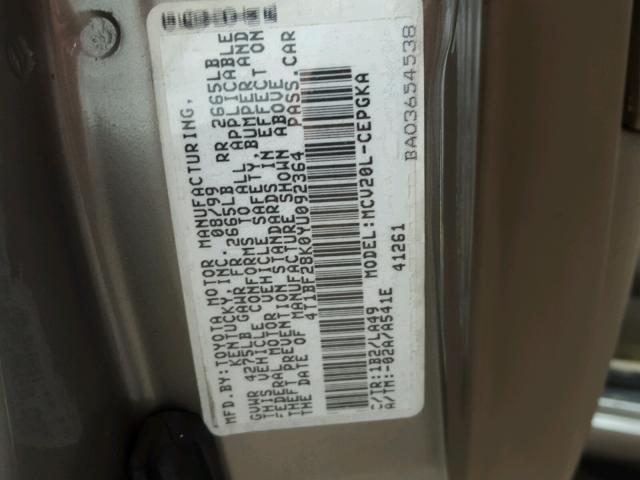 MFD.BY:TOYOTA MOTOR MANUFACTURING,
KENTUCKY,INC. 08/99
GVWR 4275LB GAWR FR 2665LB RR 2665LB
THIS VEHICLE CONFORMS TO ALL APPLICABLE
FEDERAL MOTOR VEHICLE SAFETY, BUMPER AND
THEFT PREVENTION STANDARDS IN EFFECT ON
THE DATE OF MANUFACTURE SHOWN ABOVE.
4T1BF28K0YU092364 PASS.CAR
C/TR:1B2/LA49 MODEL:MCV20L-CEPGKA
A/TM:-02A/A541E 41261
BA03654538